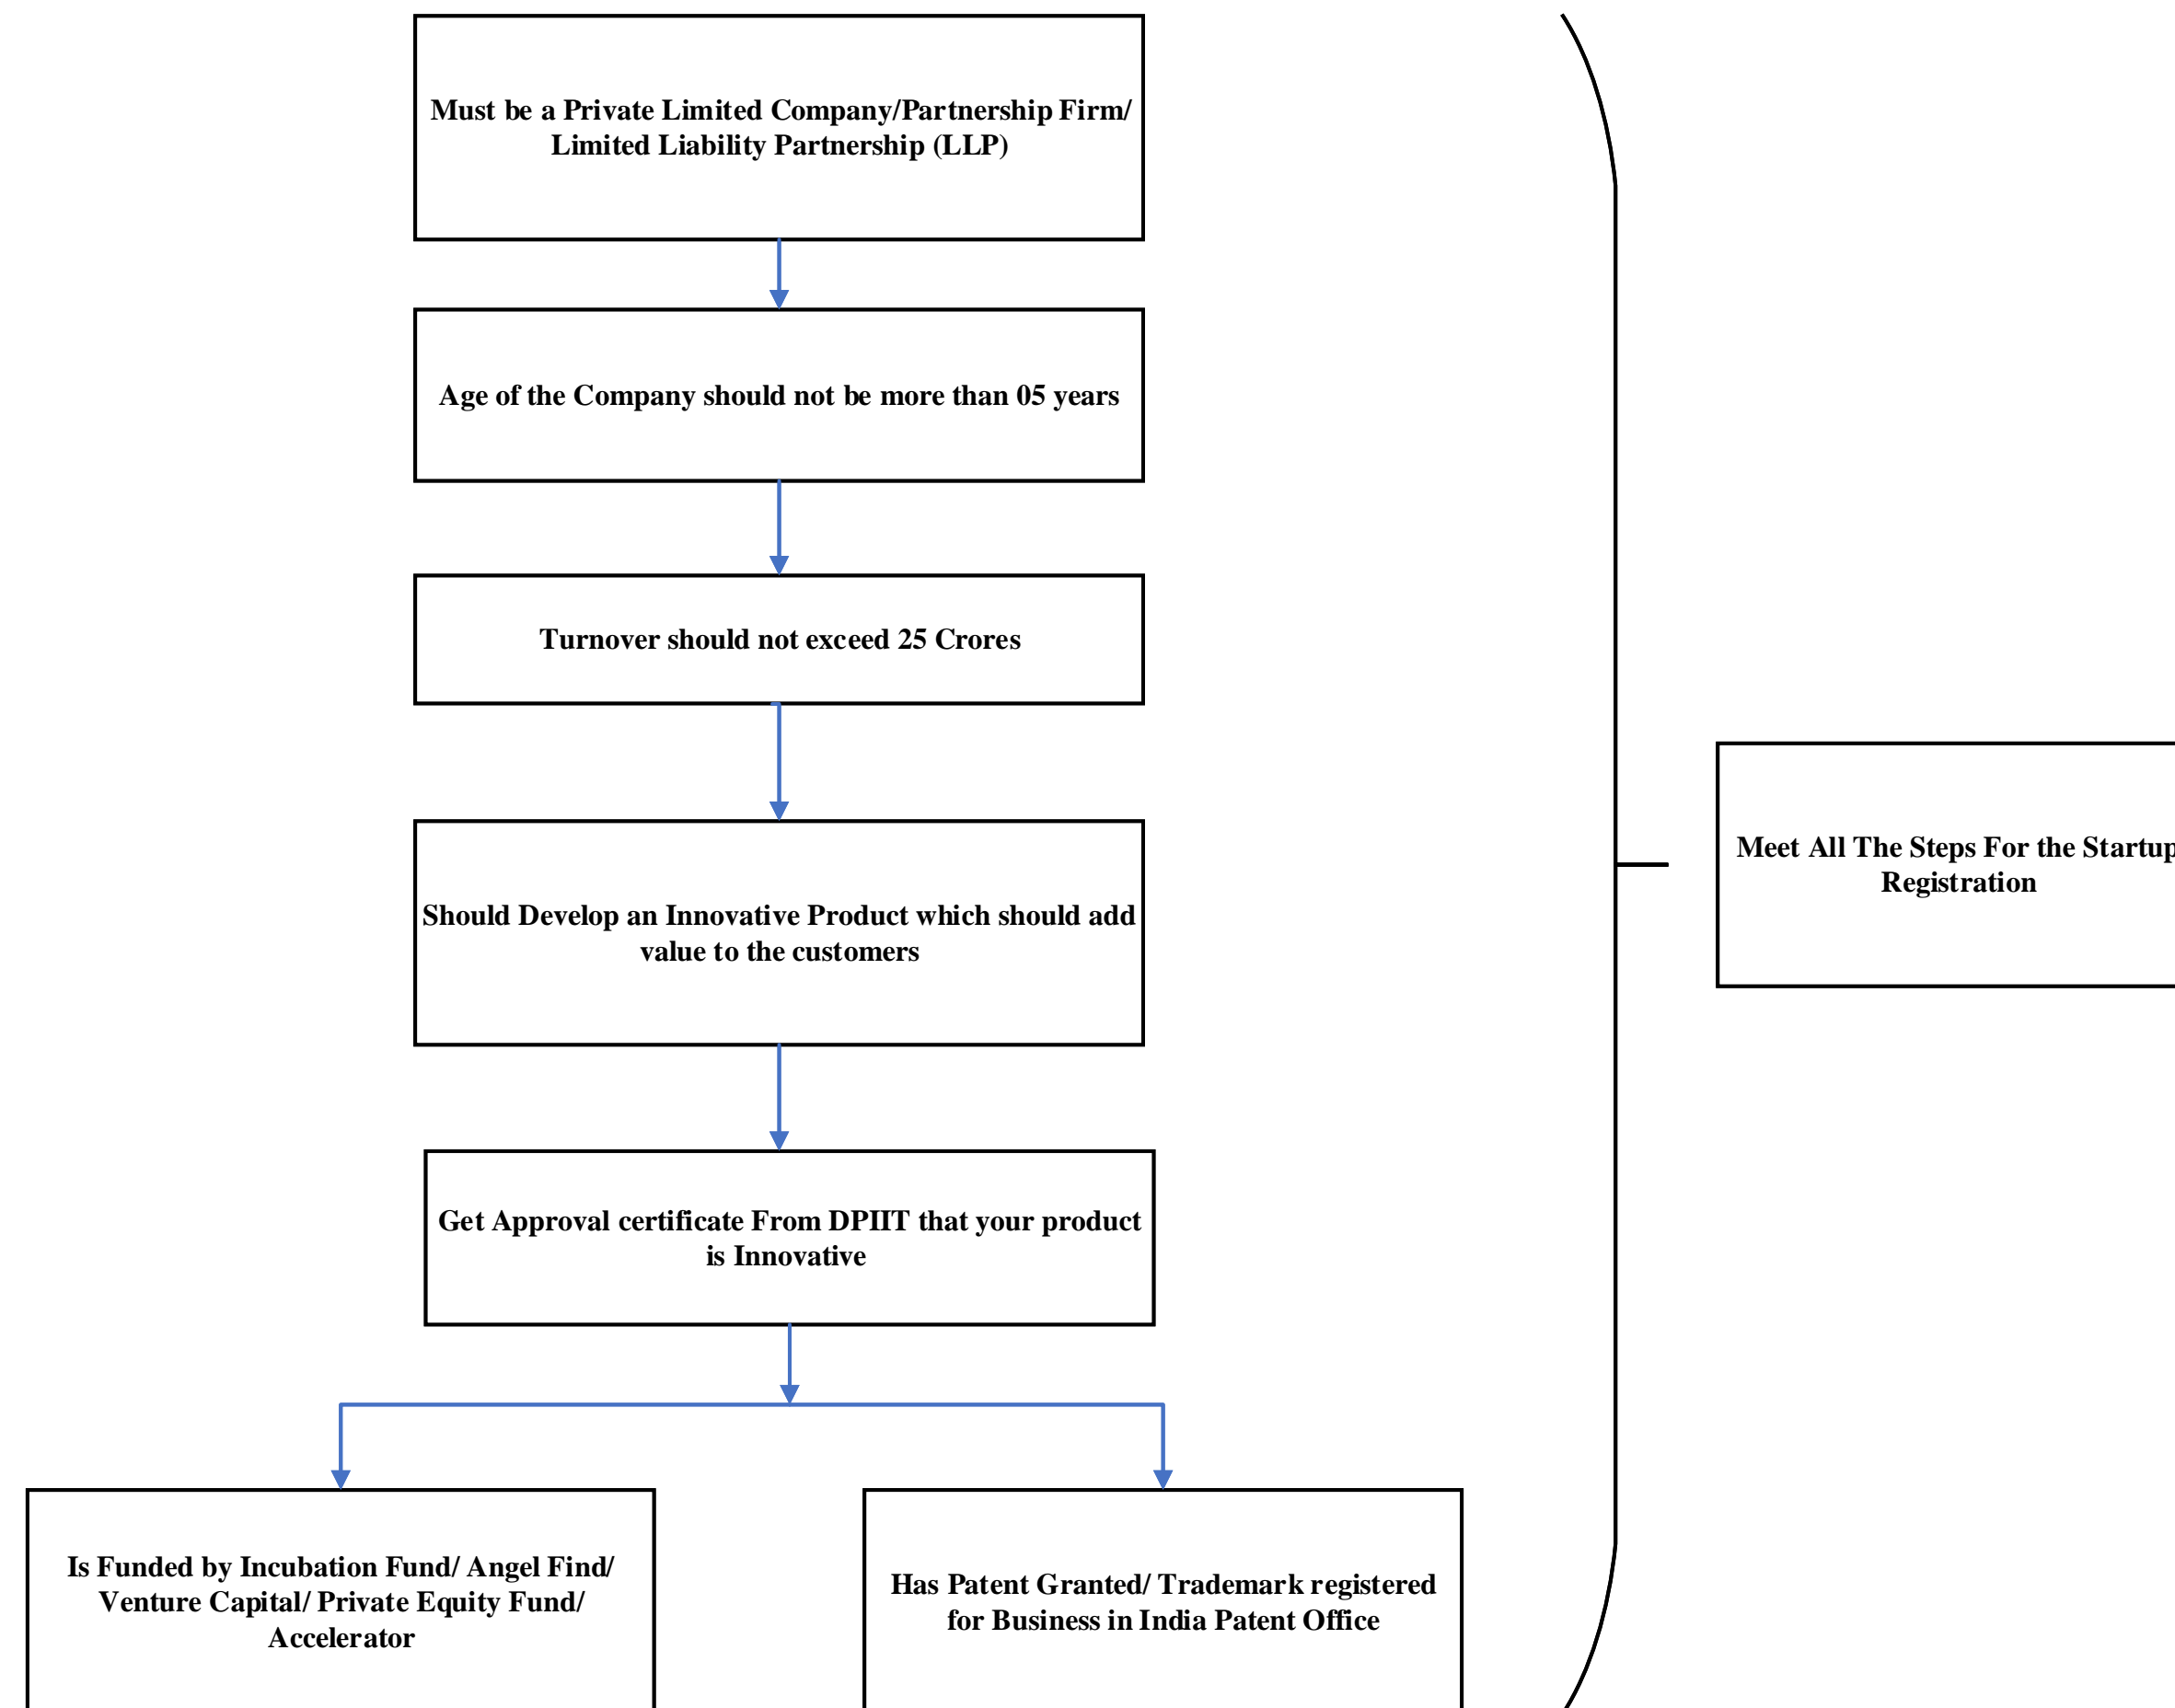 Must be a Private Limited Company/Partnership Firm/
Limited Liability Partnership (LLP)
Age of the Company should not be more than 05 years
Turnover should not exceed 25 Crores
Should Develop an Innovative Product which should add
value to the customers
Get Approval certificate From DPIIT that your product
is Innovative
Is Funded by Incubation Fund/ Angel Find/
Venture Capital/ Private Equity Fund/
Accelerator
Has Patent Granted/ Trademark registered
for Business in India Patent Office
Meet All The Steps For the Startup
Registration